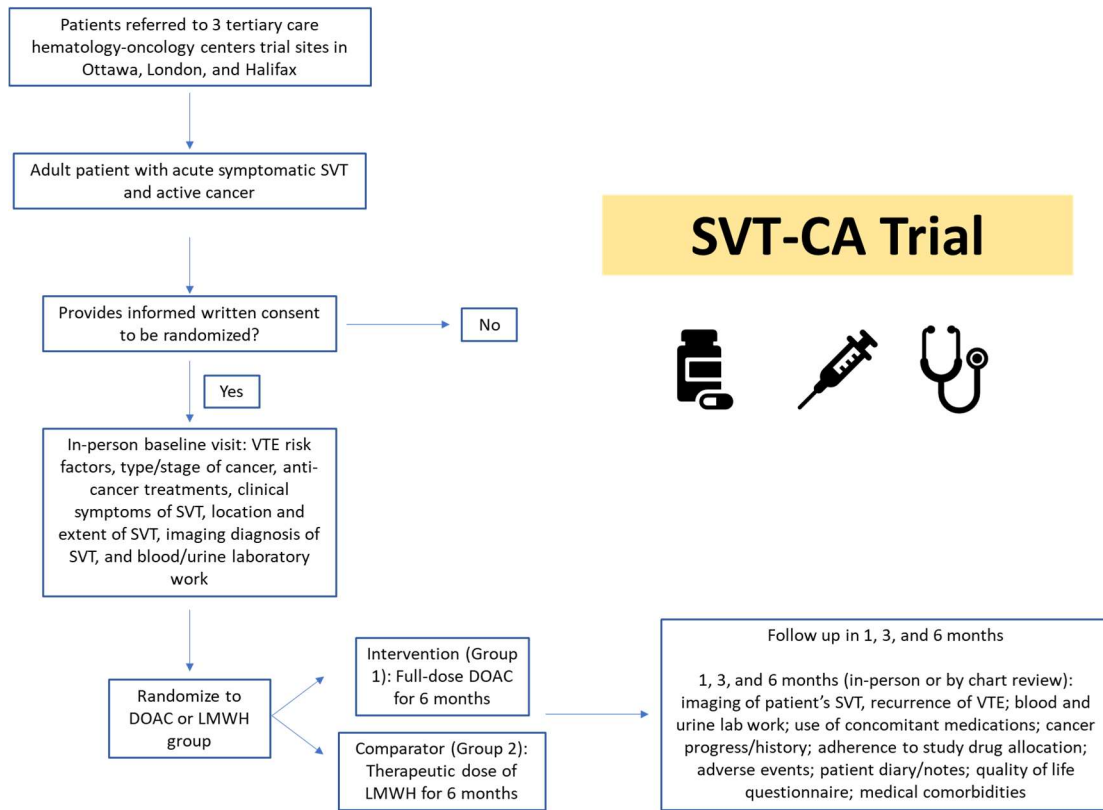 Patients referred to 3 tertiary care
hematology-oncology centers trial sites in
Ottawa, London, and Halifax
Adult patient with acute symptomatic SVT
and active cancer
SVT-CA Trial
Provides informed written consent
to be randomized?
No
Yes
In-person baseline visit: VTE risk
factors, type/stage of cancer, anti-
cancer treatments, clinical
symptoms of SVT, location and
extent of SVT, imaging diagnosis of
SVT, and blood/urine laboratory
work
Randomize to
DOAC or LMWH
group
Intervention (Group
1): Full-dose DOAC
for 6 months
Comparator (Group 2):
Therapeutic dose of
LMWH for 6 months
Follow up in 1, 3, and 6 months
1, 3, and 6 months (in-person or by chart review):
imaging of patient's SVT, recurrence of VTE; blood and
urine lab work; use of concomitant medications; cancer
progress/history; adherence to study drug allocation;
adverse events; patient diary/notes; quality of life
questionnaire; medical comorbidities